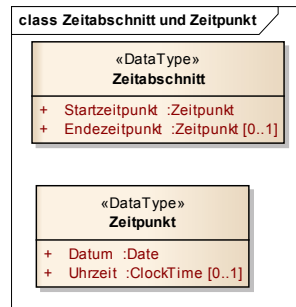 class Zeitabschnitt und Zeitpunkt
«DataType»
Zeitabschnitt
+ Startzeitpunkt :Zeitpunkt
+ Endezeitpunkt :Zeitpunkt [0..1]
«DataType»
Zeitpunkt
+ Datum :Date
+ Uhrzeit :ClockTime [0..1]